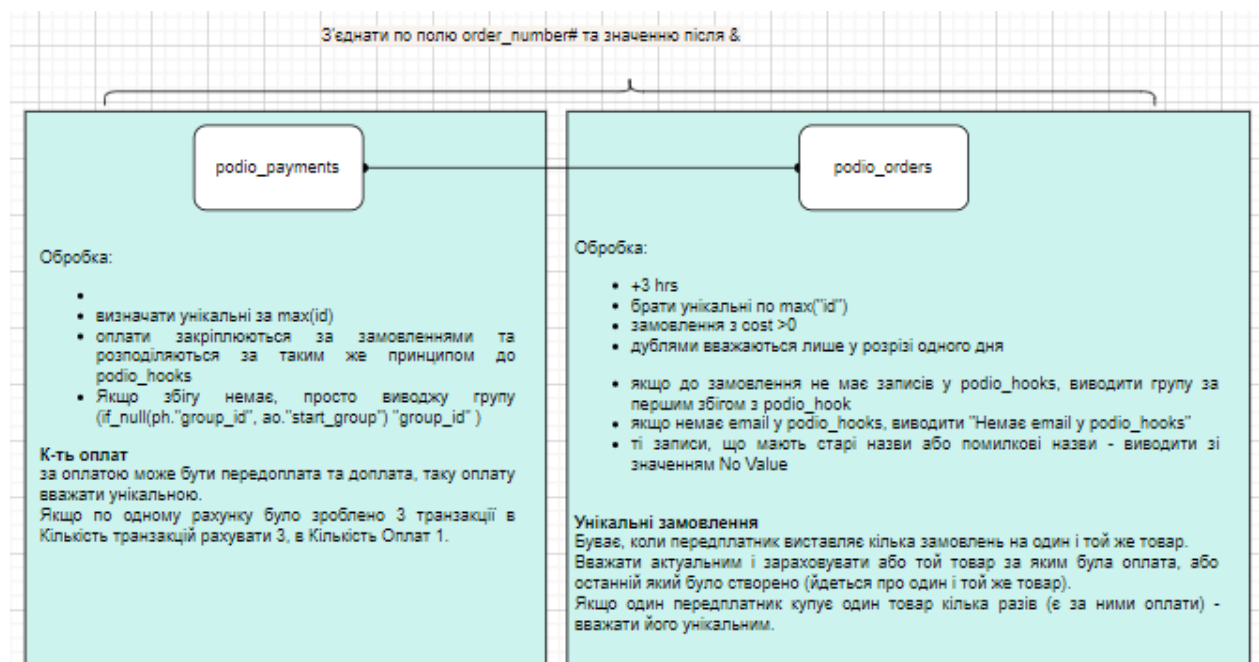 З'єднати по полю order_number# та значенню після &
podio_payments
Обробка:
визначати унікальні за max(id)
оплати закріплюються за замовленнями та
розподіляються за таким же принципом до
podio_hooks
Якщо збігу немає, просто виводжу групу
(if_null(ph."group_id", ao."start_group") "group_id" )
К-ть оплат
за оплатою може бути передоплата та доплата, таку оплату
вважати унікальною.
Якщо по одному рахунку було зроблено 3 транзакції в
Кількість транзакцій рахувати 3, в Кількість Оплат 1.
podio_orders
Обробка:
+3 hrs
брати унікальні по max("id")
замовлення з cost >0
дублями вважаються лише у розрізі одного дня
якщо до замовлення не має записів у podio_hooks, виводити групу за
першим збігом з podio_hook
якщо немає email у podio_hooks, виводити "Немає email у podio_hooks"
ті записи, що мають старі назви або помилкові назви - виводити зі
значенням No Value
Унікальні замовлення
Буває, коли передплатник виставляє кілька замовлень на один і той же товар.
Вважати актуальним і зараховувати або той товар за яким була оплата, або
останній який було створено (йдеться про один і той же товар).
Якщо один передплатник купує один товар кілька разів (є за ними оплати) -
вважати його унікальним.